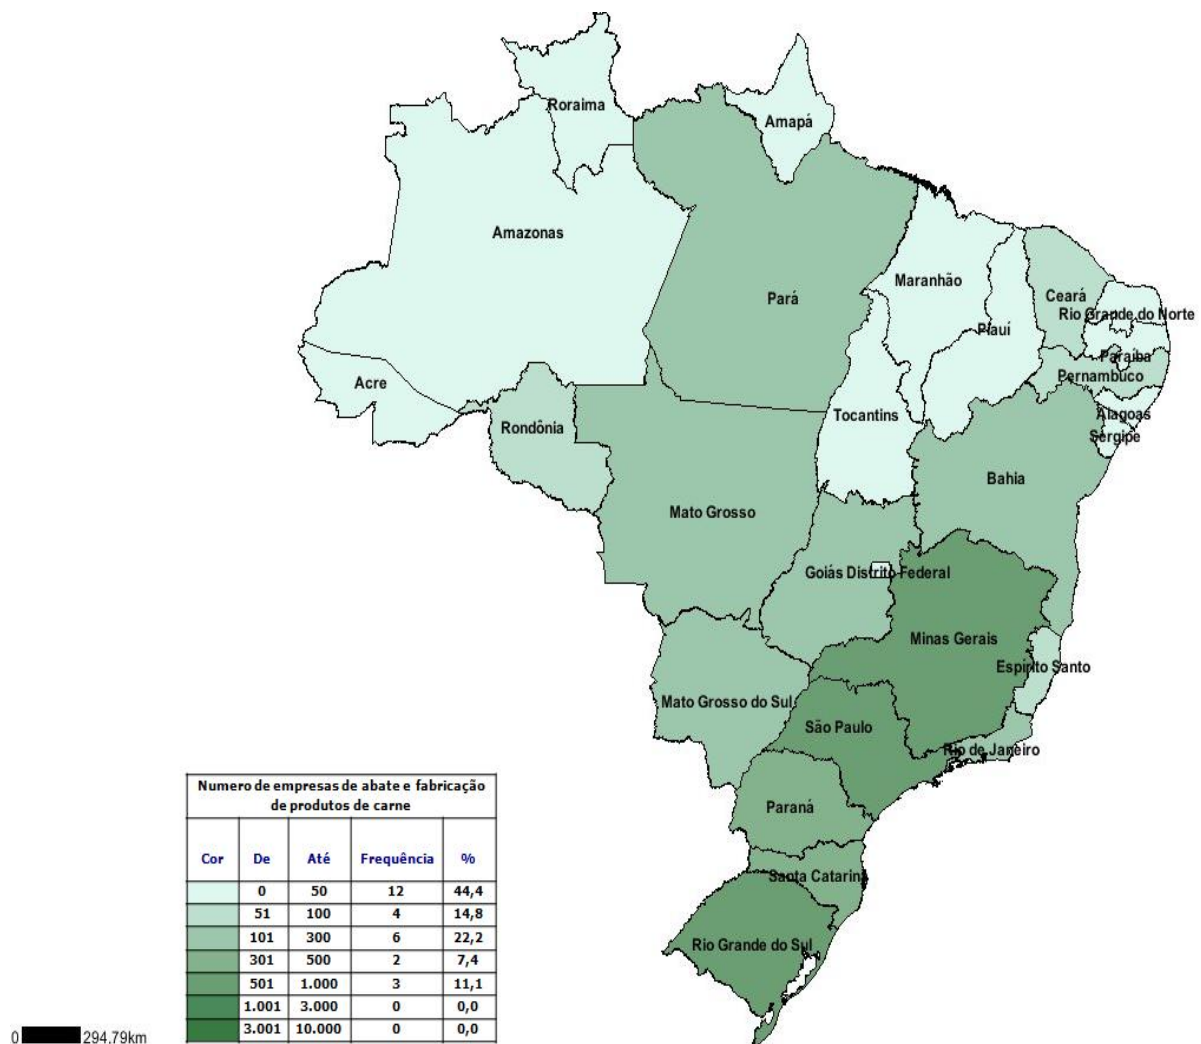 Roraima
Amapá
Amazonas
Pará
Maranhão
Ceará
Rio Grande do Norte
Piauí
Paraíba
Pernambuco
Acre
Rondônia
Tocantins
Alagoas
Sergipe
Bahia
Mato Grosso
Goiás Distrito Federal
Minas Gerais
Espírito Santo
Mato Grosso do Sul
São Paulo
Rio de Janeiro
Paraná
Santa Catarina
Rio Grande do Sul
Numero de empresas de abate e fabricação
de produtos de carne
Cor De Até Frequência %
0 50 12 44,4
51 100 4 14,8
101 300 6 22,2
301 500 2 7,4
501 1.000 3 11,1
1.001 3.000 0 0,0
3.001 10.000 0 0,0
0 294.79km